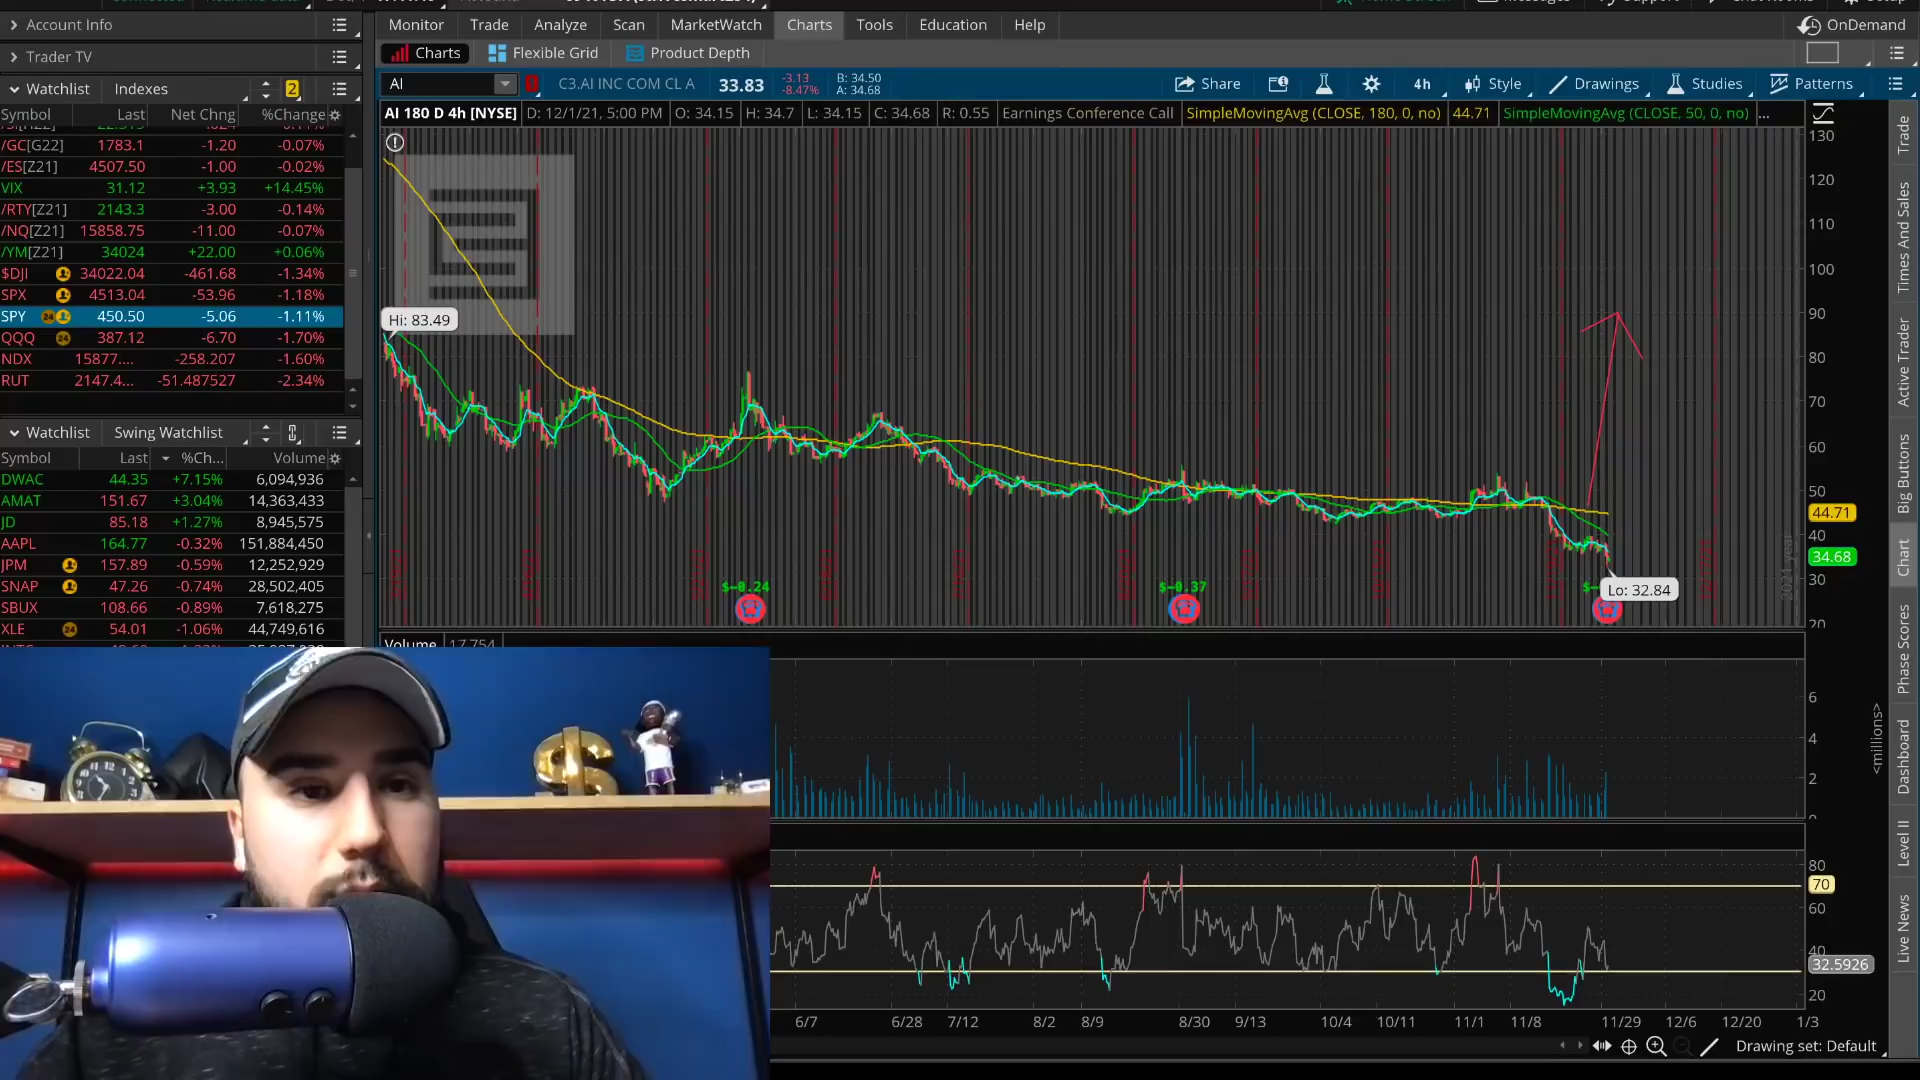 Monitor Trade Analyze Scan MarketWatch Charts Tools Education Help OnDemand
Account Info
Trader TV
Charts Flexible Grid Product Depth
Watchlist Indexes 2
AI C3.AI INC COM CL A 33.83 -3.13 -8.47% B: 34.50 A: 34.68 Share 4h Style Drawings Studies Patterns
AI 180 D 4h [NYSE] D: 12/1/21, 5:00 PM O: 34.15 H: 34.7 L: 34.15 C: 34.68 R: 0.55 Earnings Conference Call SimpleMovingAvg (CLOSE, 180, 0, no) 44.71 SimpleMovingAvg (CLOSE, 50, 0, no) ...
Symbol Last Net Chng %Change
/GC[G22] 1783.1 -1.20 -0.07%
/ES[Z21] 4507.50 -1.00 -0.02%
VIX 31.12 +3.93 +14.45%
/RTY[Z21] 2143.3 -3.00 -0.14%
/NQ[Z21] 15858.75 -11.00 -0.07%
/YM[Z21] 34024 +22.00 +0.06%
$DJI 34022.04 -461.68 -1.34%
SPX 4513.04 -53.96 -1.18%
SPY 24 450.50 -5.06 -1.11%
QQQ 24 387.12 -6.70 -1.70%
NDX 15877.... -258.207 -1.60%
RUT 2147.4... -51.487527 -2.34%
Watchlist Swing Watchlist
Symbol Last %Ch... Volume
DWAC 44.35 +7.15% 6,094,936
AMAT 151.67 +3.04% 14,363,433
JD 85.18 +1.27% 8,945,575
AAPL 164.77 -0.32% 151,884,450
JPM 157.89 -0.59% 12,252,929
SNAP 47.26 -0.74% 28,502,405
SBUX 108.66 -0.89% 7,618,275
XLE 24 54.01 -1.06% 44,749,616
Hi: 83.49
$-0.24
$-0.37
Lo: 32.84
2021 year
130
120
110
100
90
80
70
60
50
44.71
40
34.68
30
20
Volume 17,754
6
4
2
<millions>
80
70
60
40
32.5926
20
6/7 6/28 7/12 8/2 8/9 8/30 9/13 10/4 10/11 11/1 11/8 11/29 12/6 12/20 1/3
Drawing set: Default
Trade
Times And Sales
Active Trader
Big Buttons
Chart
Phase Scores
Dashboard
Level II
Live News